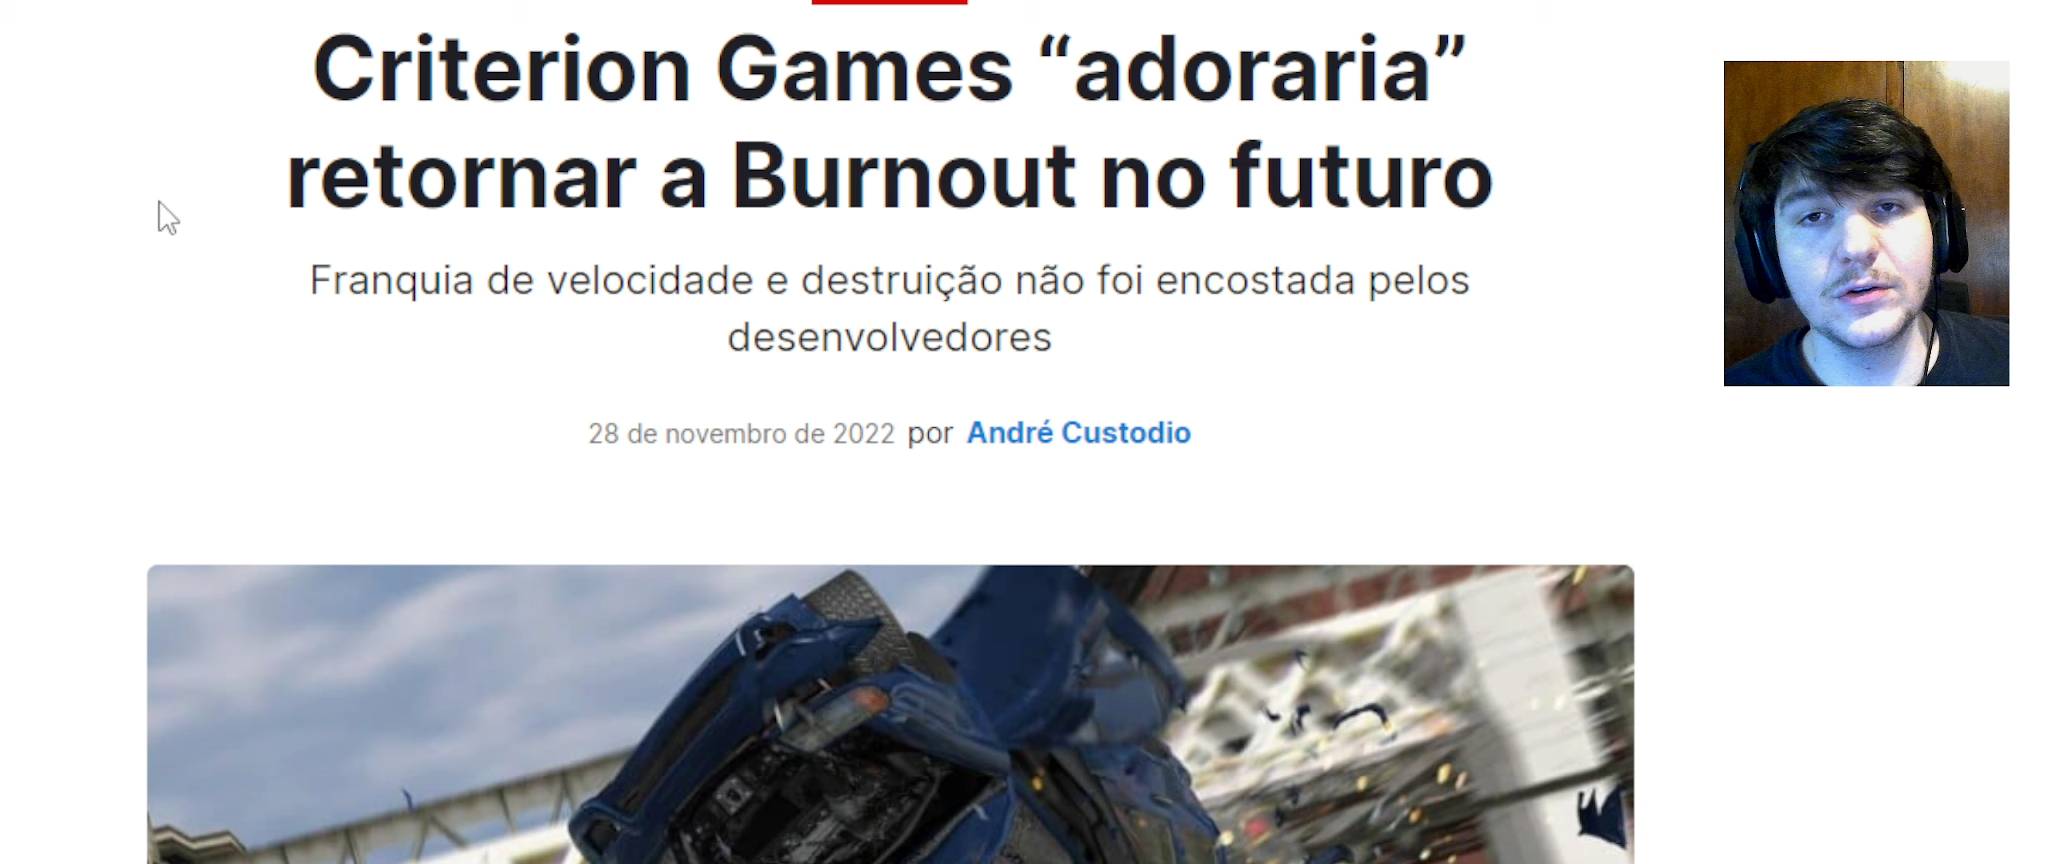 Criterion Games “adoraria”
retornar a Burnout no futuro
Franquia de velocidade e destruição não foi encostada pelos
desenvolvedores
28 de novembro de 2022 por André Custodio